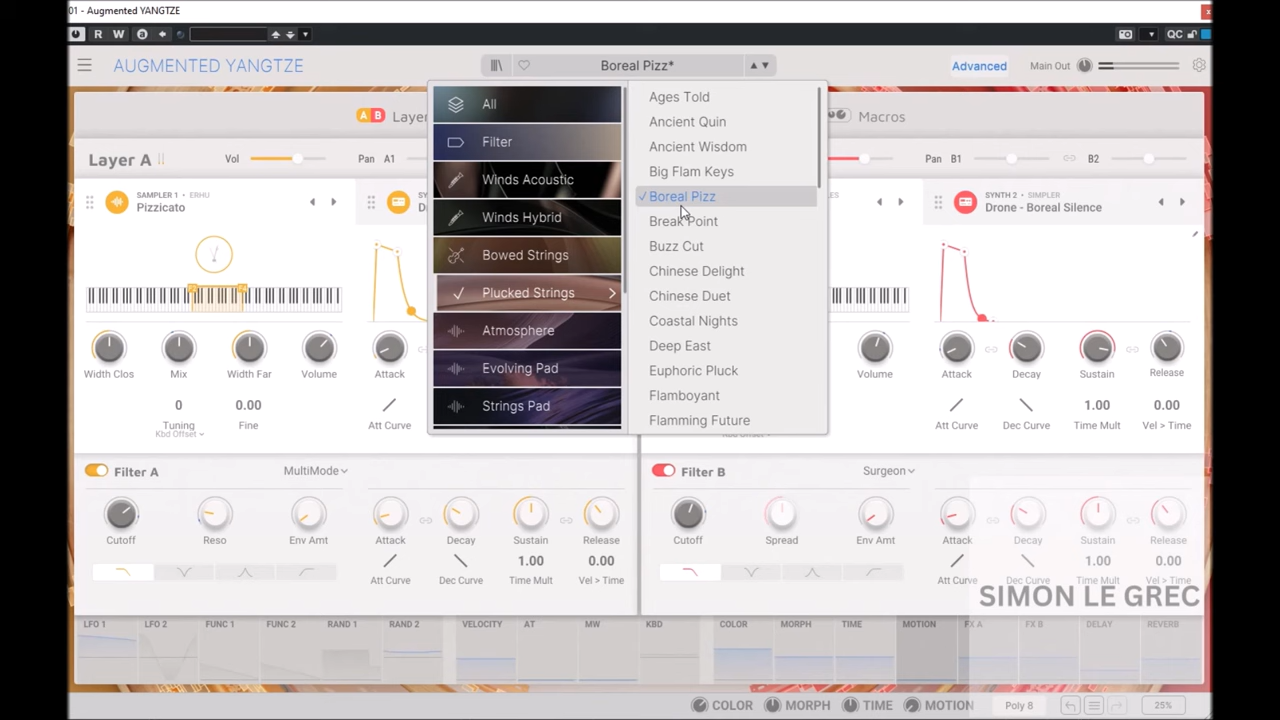 01 - Augmented YANGTZE
R W a QC
AUGMENTED YANGTZE
Boreal Pizz*
Advanced
Main Out
All
Filter
Winds Acoustic
Winds Hybrid
Bowed Strings
Plucked Strings
Atmosphere
Evolving Pad
Strings Pad
Ages Told
Ancient Quin
Ancient Wisdom
Big Flam Keys
Boreal Pizz
Break Point
Buzz Cut
Chinese Delight
Chinese Duet
Coastal Nights
Deep East
Euphoric Pluck
Flamboyant
Flamming Future
A B Laye
Macros
Layer A
Vol
Pan A1
Pan B1
B2
SAMPLER 1 • ERHU
Pizzicato
SYNTH 2 • SIMPLER
Drone - Boreal Silence
Width Clos Mix Width Far Volume Attack
0 0.00
Tuning Fine
Kbd Offset
Att Curve
Volume Attack Decay Sustain Release
1.00 0.00
Att Curve Dec Curve Time Mult Vel > Time
Filter A
MultiMode
Cutoff Reso Env Amt Attack Decay Sustain Release
1.00 0.00
Att Curve Dec Curve Time Mult Vel > Time
Filter B
Surgeon
Cutoff Spread Env Amt Attack Decay Sustain Release
1.00 0.00
Att Curve Dec Curve Time Mult Vel > Time
SIMON LE GREC
LFO 1 LFO 2 FUNC 1 FUNC 2 RAND 1 RAND 2 VELOCITY AT MW KBD COLOR MORPH TIME MOTION FX A FX B DELAY REVERB
COLOR MORPH TIME MOTION Poly 8 25%